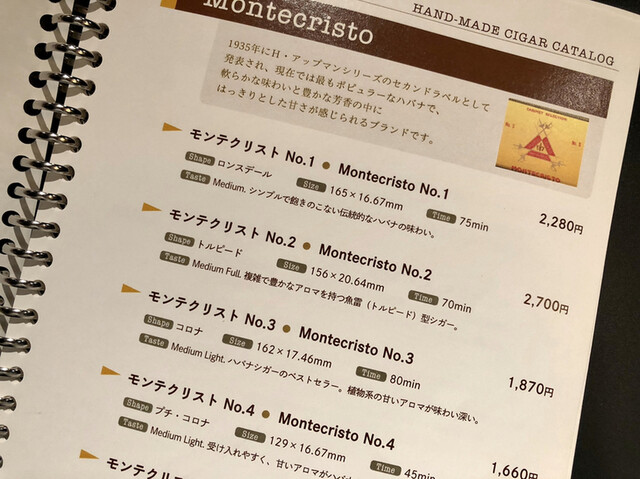 HAND-MADE CIGAR CATALOG
Montecristo
1935年にH・アップマンシリーズのセカンドラベルとして
発表され、現在では最もポピュラーなハバナで、
軟らかな味わいと豊かな芳香の中に
はっきりとした甘さが感じられるブランドです。
MONTECRISTO
モンテクリスト No.1 ● Montecristo No.1
Shape ロンスデール Size 165×16.67mm Time 75min 2,280円
Taste Medium. シンプルで飽きのこない伝統的なハバナの味わい。
モンテクリスト No.2 ● Montecristo No.2
Shape トルピード Size 156×20.64mm Time 70min 2,700円
Taste Medium Full. 複雑で豊かなアロマを持つ魚雷（トルピード）型シガー。
モンテクリスト No.3 ● Montecristo No.3
Shape コロナ Size 162×17.46mm Time 80min 1,870円
Taste Medium Light. ハバナシガーのベストセラー。植物系の甘いアロマが味わい深い。
モンテクリスト No.4 ● Montecristo No.4
Shape プチ・コロナ Size 129×16.67mm Time 45min 1,660円
Taste Medium Light. 受け入れやすく、甘いアロマがハバ
モンテクリスト No.